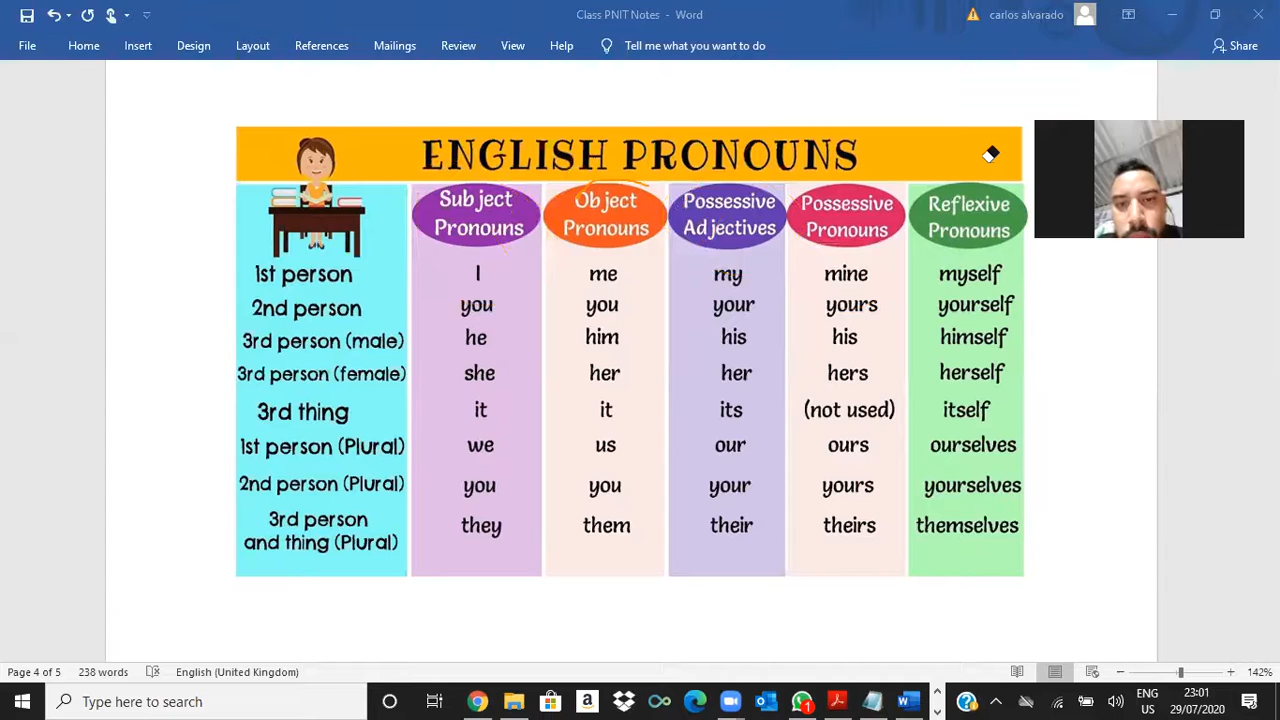 Class PNIT Notes - Word
carlos alvarado
File Home Insert Design Layout References Mailings Review View Help Tell me what you want to do Share
ENGLISH PRONOUNS
Subject Pronouns Object Pronouns Possessive Adjectives Possessive Pronouns Reflexive Pronouns
1st person I me my mine myself
2nd person you you your yours yourself
3rd person (male) he him his his himself
3rd person (female) she her her hers herself
3rd thing it it its (not used) itself
1st person (Plural) we us our ours ourselves
2nd person (Plural) you you your yours yourselves
3rd person and thing (Plural) they them their theirs themselves
Page 4 of 5 238 words English (United Kingdom) 142%
Type here to search ENG 23:01
US 29/07/2020